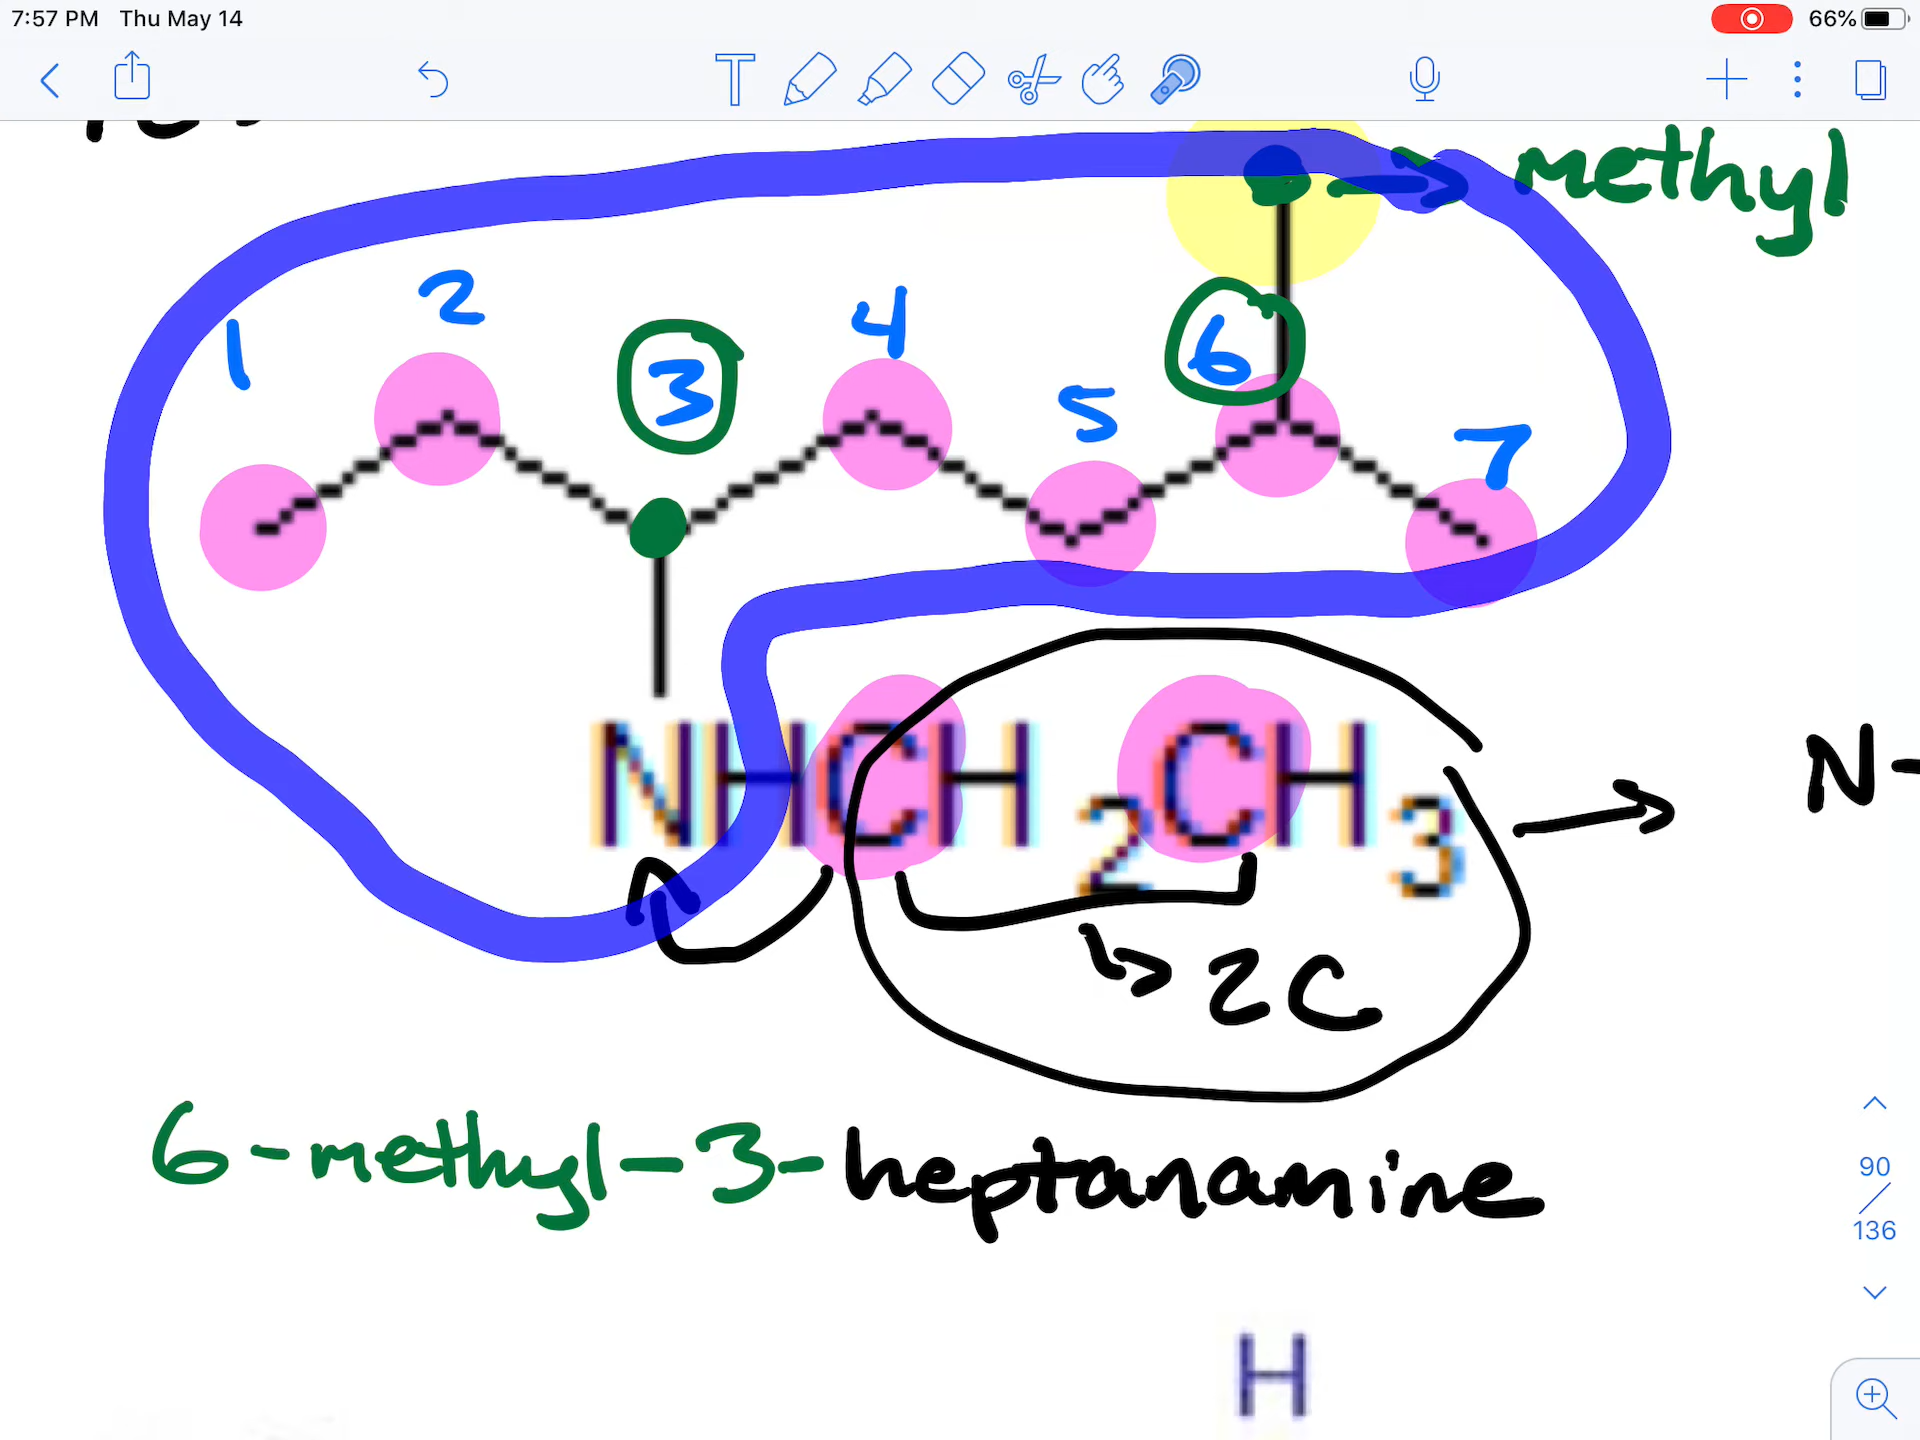 7:57 PM Thu May 14
66%
methyl
1 2 3 4 5 6 7
NHCH2CH3
N-
2C
6-methyl-3-heptanamine
90
136
H